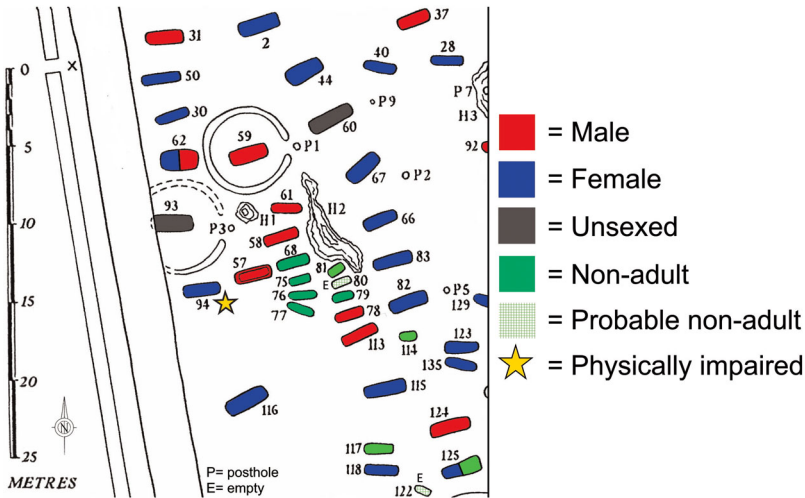 31
2
37
50
44
40
28
0
X
30
P9
P7
H3
60
62
59
P1
92
5
67
P2
93
61
H2
66
10
P3
H1
58
68
83
57
81
80
E
75
79
82
P5
129
94
76
15
77
78
113
114
123
135
116
115
20
124
N
117
118
125
25
METRES
P= posthole
E= empty
E
122
= Male
= Female
= Unsexed
= Non-adult
= Probable non-adult
= Physically impaired